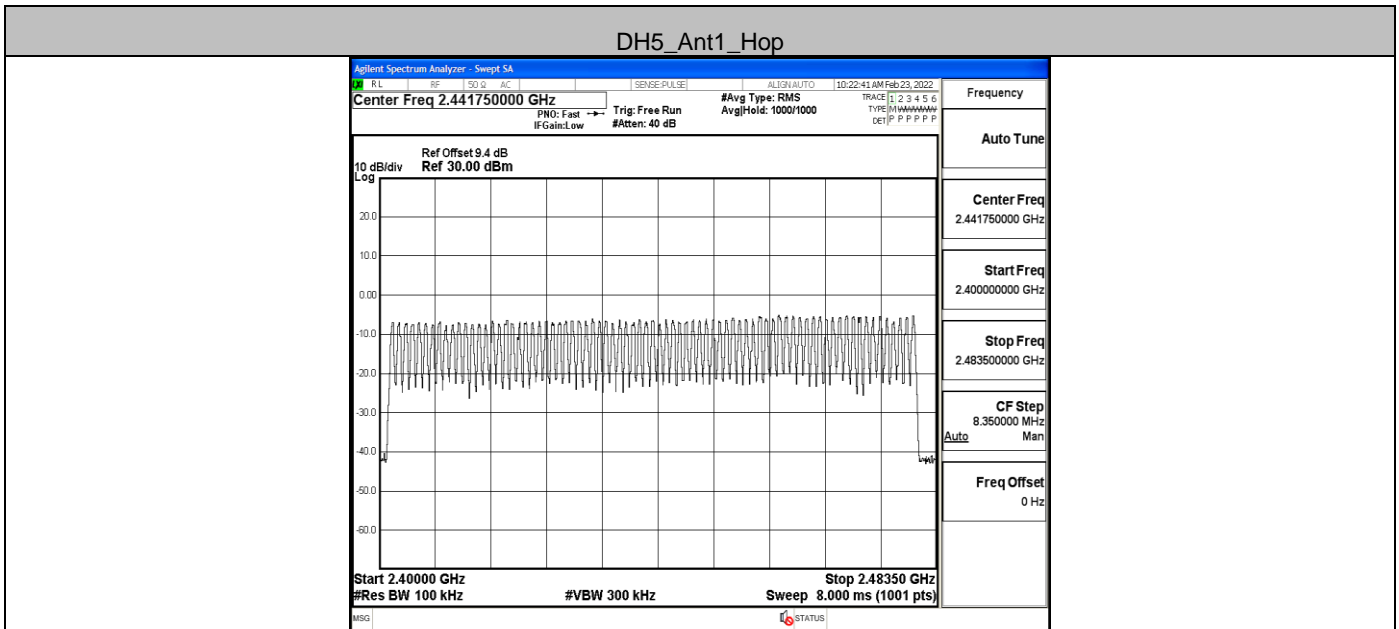 DH5_Ant1_Hop
Agilent Spectrum Analyzer - Swept SA
RL RF 50 Ω AC SENSE:PULSE ALIGN AUTO 10:22:41 AM Feb 23, 2022
Center Freq 2.441750000 GHz
PNO: Fast
IFGain:Low
Trig: Free Run
#Atten: 40 dB
#Avg Type: RMS
Avg|Hold: 1000/1000
TRACE 1 2 3 4 5 6
TYPE M WWWWW
DET P P P P P P
Ref Offset 9.4 dB
10 dB/div Ref 30.00 dBm
Log
20.0
10.0
0.00
-10.0
-20.0
-30.0
-40.0
-50.0
-60.0
Start 2.40000 GHz Stop 2.48350 GHz
#Res BW 100 kHz #VBW 300 kHz Sweep 8.000 ms (1001 pts)
MSG STATUS
Frequency
Auto Tune
Center Freq
2.441750000 GHz
Start Freq
2.400000000 GHz
Stop Freq
2.483500000 GHz
CF Step
8.350000 MHz
Auto Man
Freq Offset
0 Hz